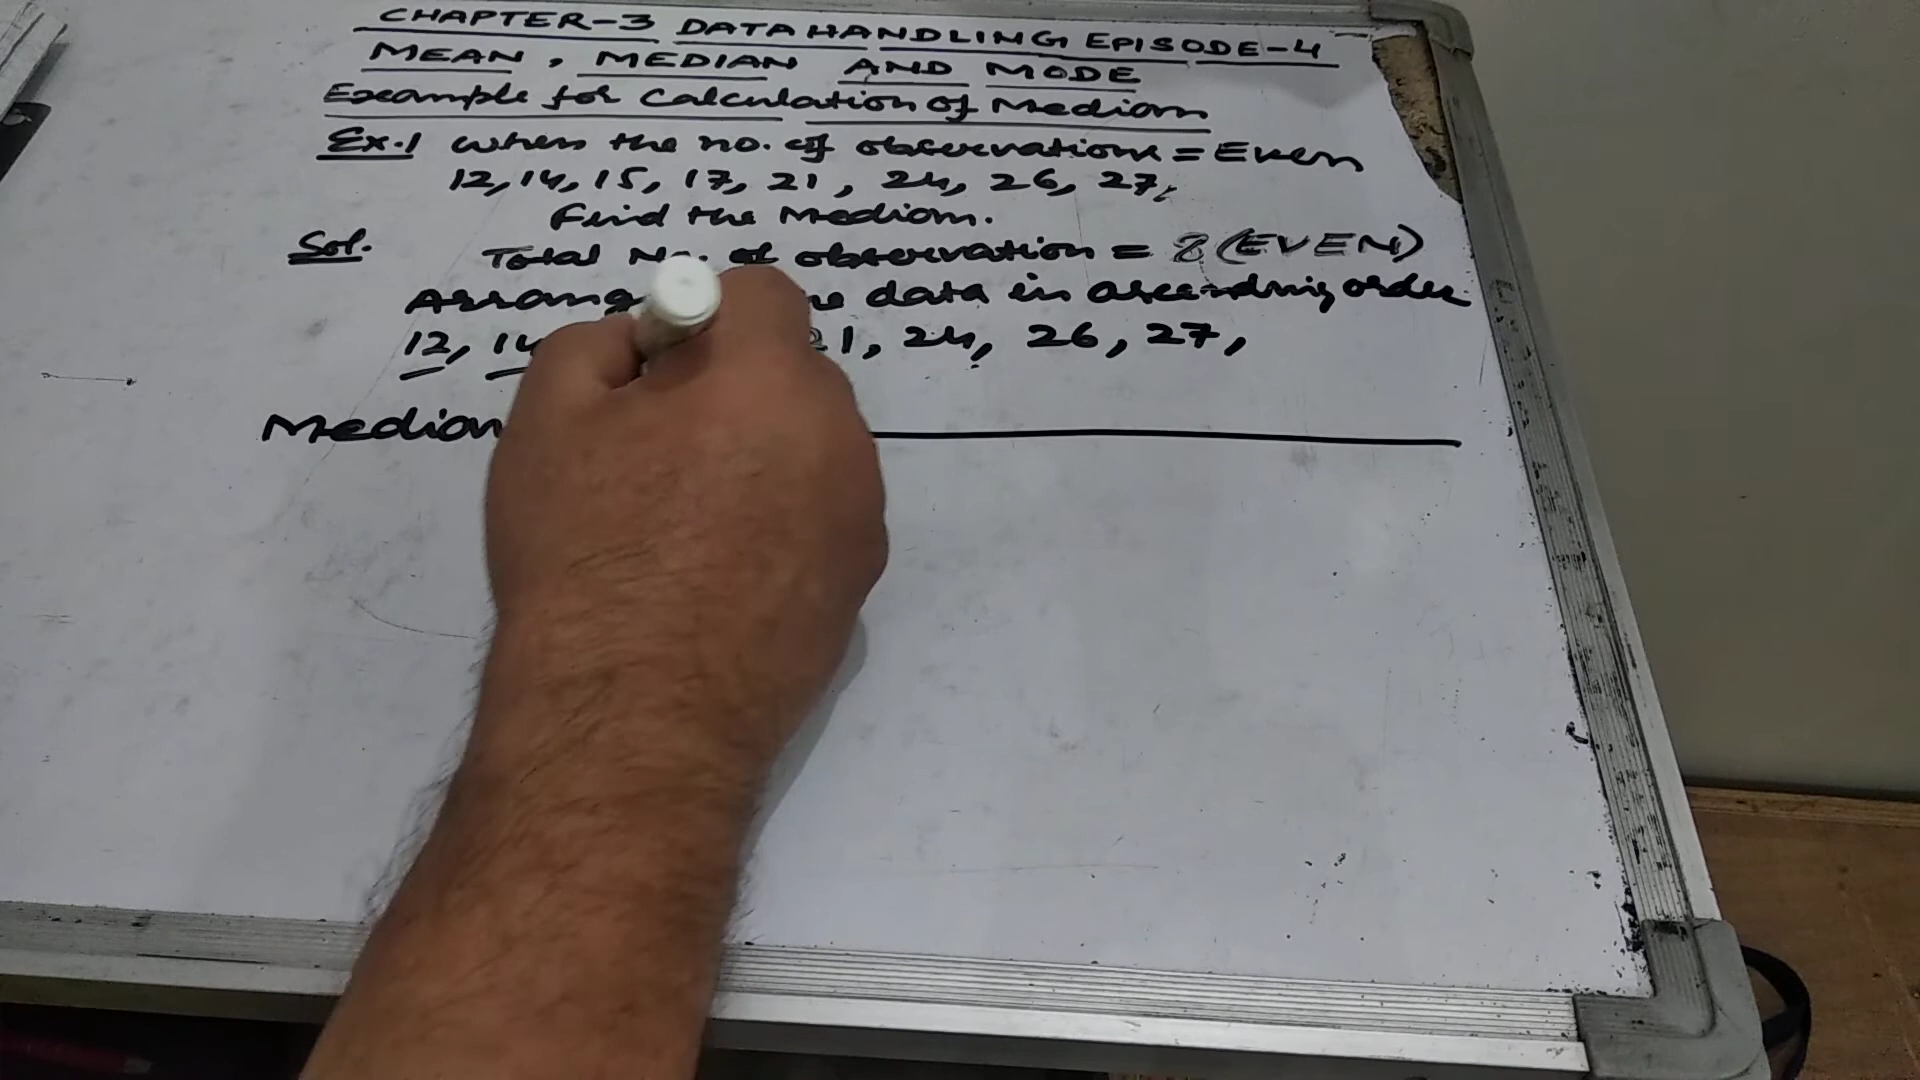 CHAPTER-3 DATA HANDLING EPISODE-4
MEAN, MEDIAN AND MODE
Example for Calculation of Median
Ex.1 when the no. of observations = Even
12, 14, 15, 17, 21, 24, 26, 27,
Find the Median.
Sol. Total No. of observation = 8 (EVEN)
data in ascending order
12, 14 21, 24, 26, 27,
Median